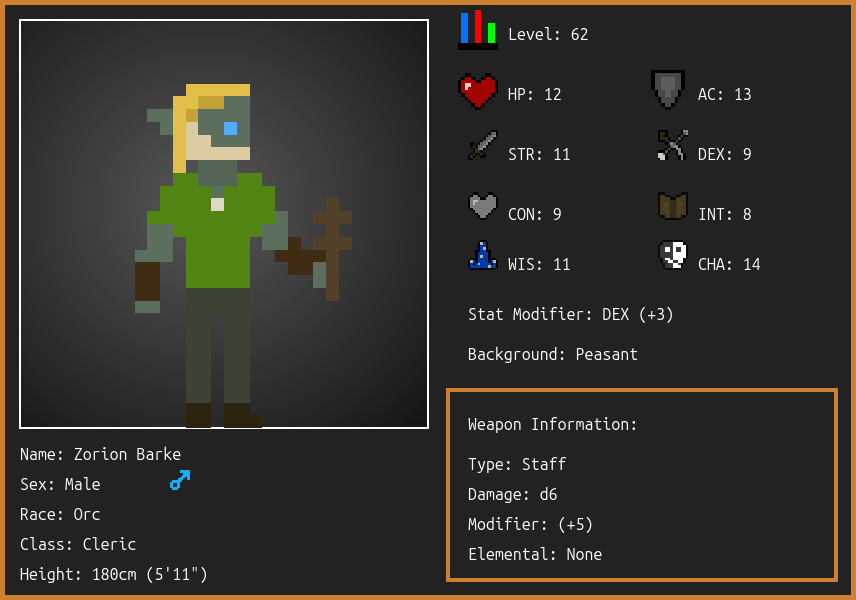 Level: 62
HP: 12
AC: 13
STR: 11
DEX: 9
CON: 9
INT: 8
WIS: 11
CHA: 14
Stat Modifier: DEX (+3)
Background: Peasant
Weapon Information:
Type: Staff
Damage: d6
Modifier: (+5)
Elemental: None
Name: Zorion Barke
Sex: Male
Race: Orc
Class: Cleric
Height: 180cm (5'11")